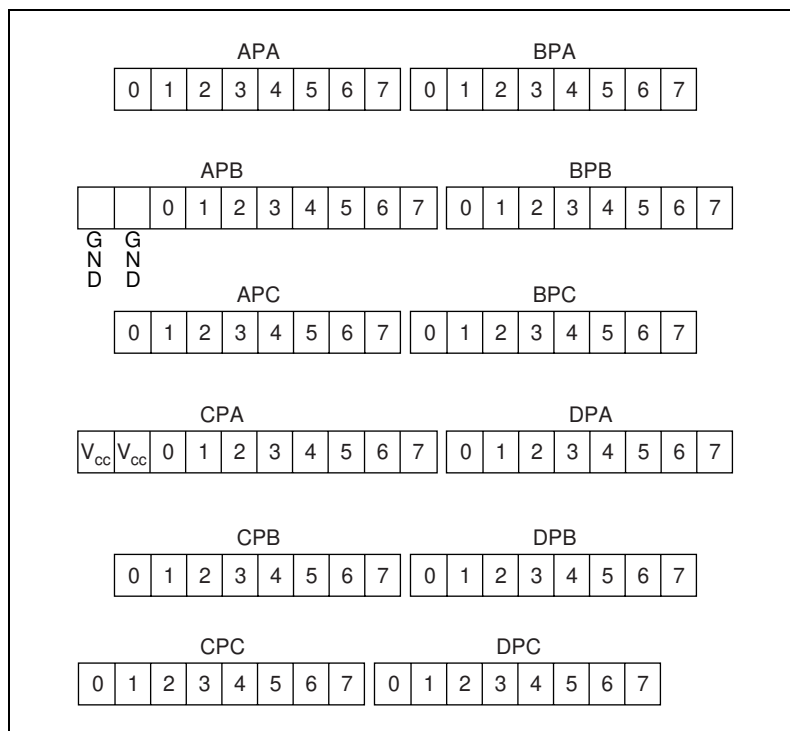 APA BPA
0 1 2 3 4 5 6 7 0 1 2 3 4 5 6 7
APB BPB
0 1 2 3 4 5 6 7 0 1 2 3 4 5 6 7
GND GND
APC BPC
0 1 2 3 4 5 6 7 0 1 2 3 4 5 6 7
CPA DPA
Vcc Vcc 0 1 2 3 4 5 6 7 0 1 2 3 4 5 6 7
CPB DPB
0 1 2 3 4 5 6 7 0 1 2 3 4 5 6 7
CPC DPC
0 1 2 3 4 5 6 7 0 1 2 3 4 5 6 7